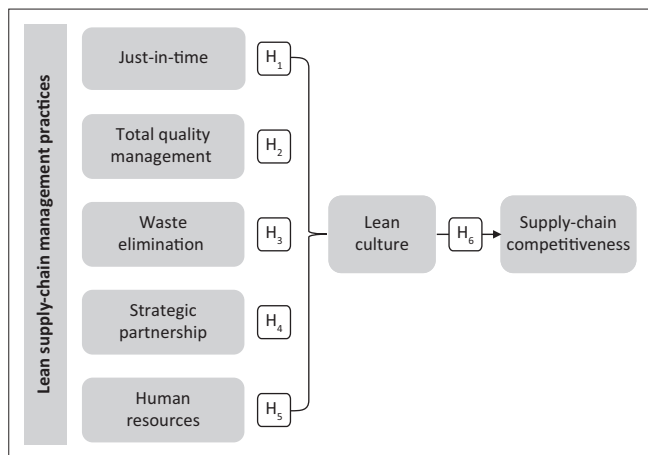 Lean supply-chain management practices
Just-in-time
H₁
Total quality
management
H₂
Waste
elimination
H₃
Strategic
partnership
H₄
Human
resources
H₅
Lean
culture
H₆
Supply-chain
competitiveness